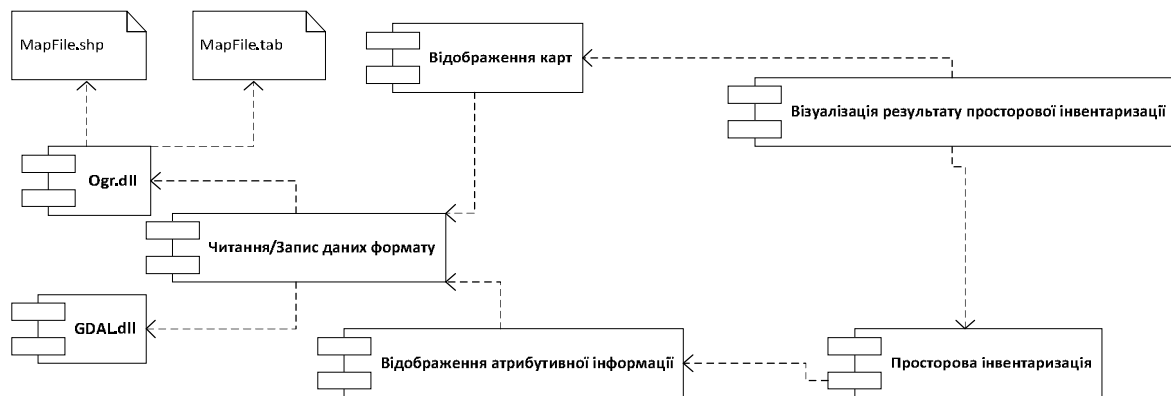 MapFile.shp
MapFile.tab
Відображення карт
Візуалізація результату просторової інвентаризації
Ogr.dll
Читання/Запис даних формату
GDAL.dll
Відображення атрибутивної інформації
Просторова інвентаризація